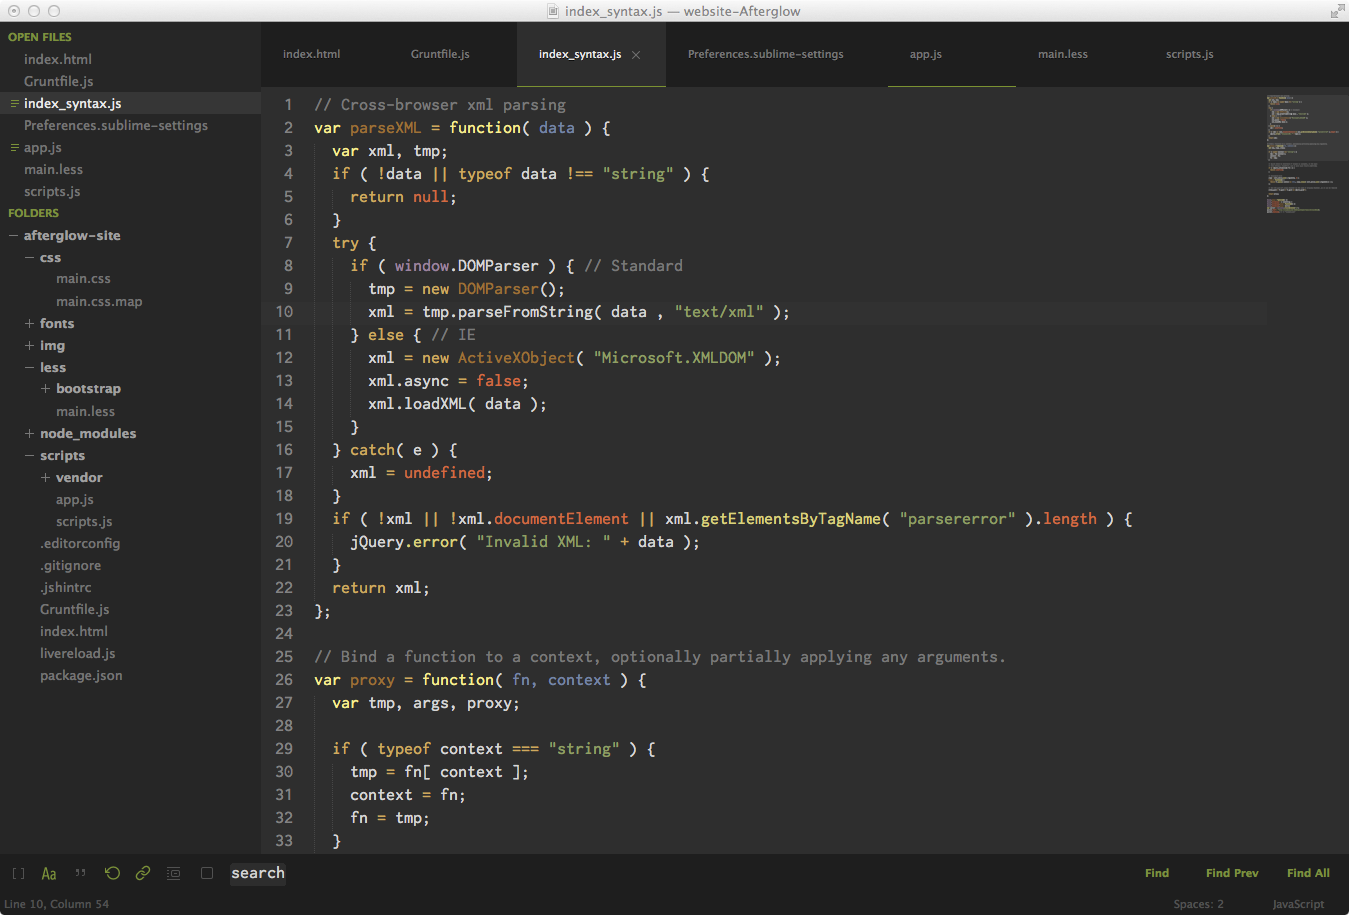 index_syntax.js — website-Afterglow
OPEN FILES
index.html
Gruntfile.js
index_syntax.js
Preferences.sublime-settings
app.js
main.less
scripts.js
FOLDERS
afterglow-site
css
main.css
main.css.map
fonts
img
less
bootstrap
main.less
node_modules
scripts
vendor
app.js
scripts.js
.editorconfig
.gitignore
.jshintrc
Gruntfile.js
index.html
livereload.js
package.json
index.html Gruntfile.js index_syntax.js Preferences.sublime-settings app.js main.less scripts.js
1 // Cross-browser xml parsing
2 var parseXML = function( data ) {
3   var xml, tmp;
4   if ( !data || typeof data !== "string" ) {
5     return null;
6   }
7   try {
8     if ( window.DOMParser ) { // Standard
9       tmp = new DOMParser();
10       xml = tmp.parseFromString( data , "text/xml" );
11     } else { // IE
12       xml = new ActiveXObject( "Microsoft.XMLDOM" );
13       xml.async = false;
14       xml.loadXML( data );
15     }
16   } catch( e ) {
17     xml = undefined;
18   }
19   if ( !xml || !xml.documentElement || xml.getElementsByTagName( "parsererror" ).length ) {
20     jQuery.error( "Invalid XML: " + data );
21   }
22   return xml;
23 };
24
25 // Bind a function to a context, optionally partially applying any arguments.
26 var proxy = function( fn, context ) {
27   var tmp, args, proxy;
28
29   if ( typeof context === "string" ) {
30     tmp = fn[ context ];
31     context = fn;
32     fn = tmp;
33   }
[ ] Aa " search Find Find Prev Find All
Line 10, Column 54 Spaces: 2 JavaScript